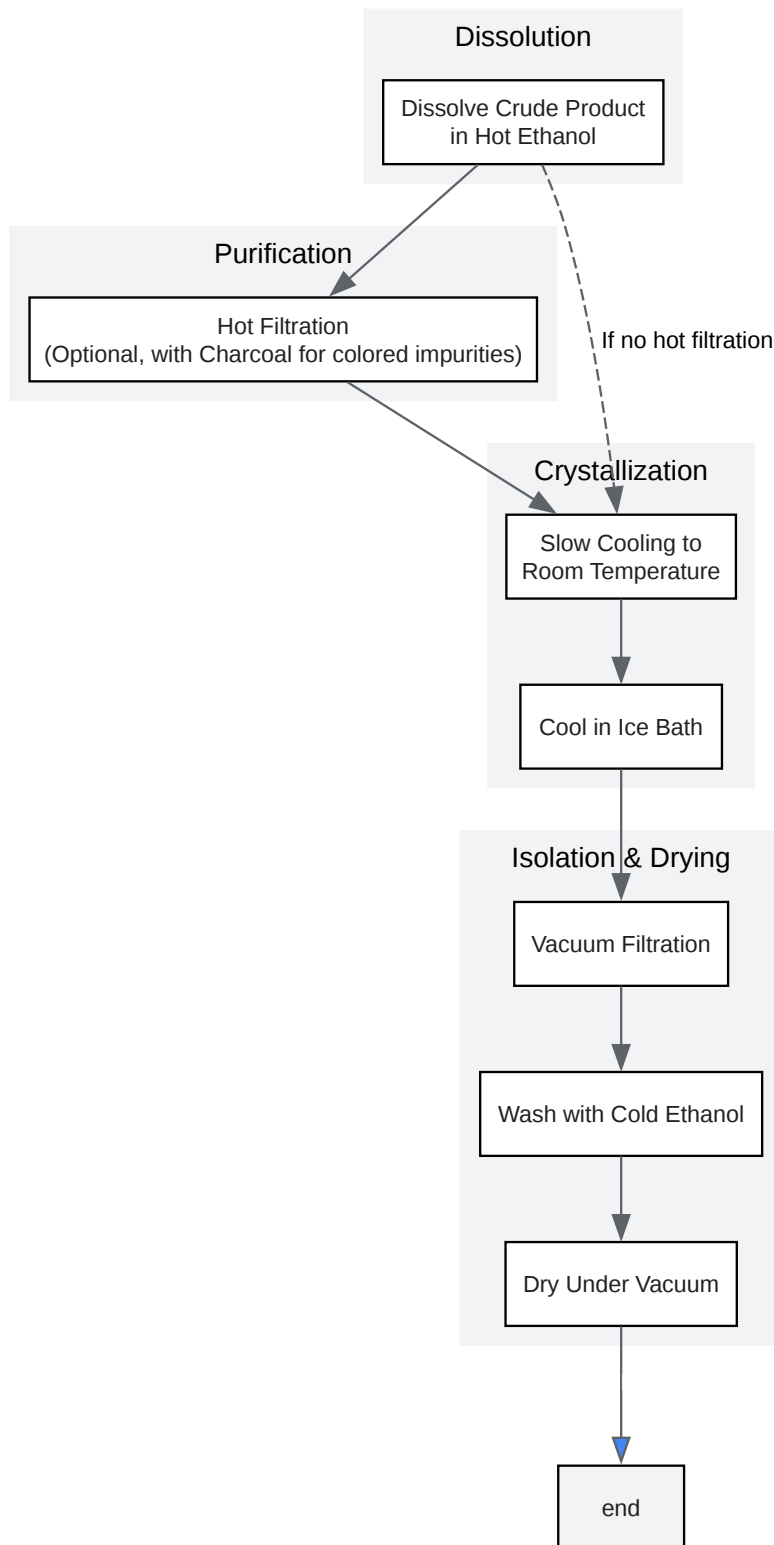 Dissolution
Dissolve Crude Product
in Hot Ethanol
Purification
Hot Filtration
(Optional, with Charcoal for colored impurities)
If no hot filtration
Crystallization
Slow Cooling to
Room Temperature
Cool in Ice Bath
Isolation & Drying
Vacuum Filtration
Wash with Cold Ethanol
Dry Under Vacuum
end